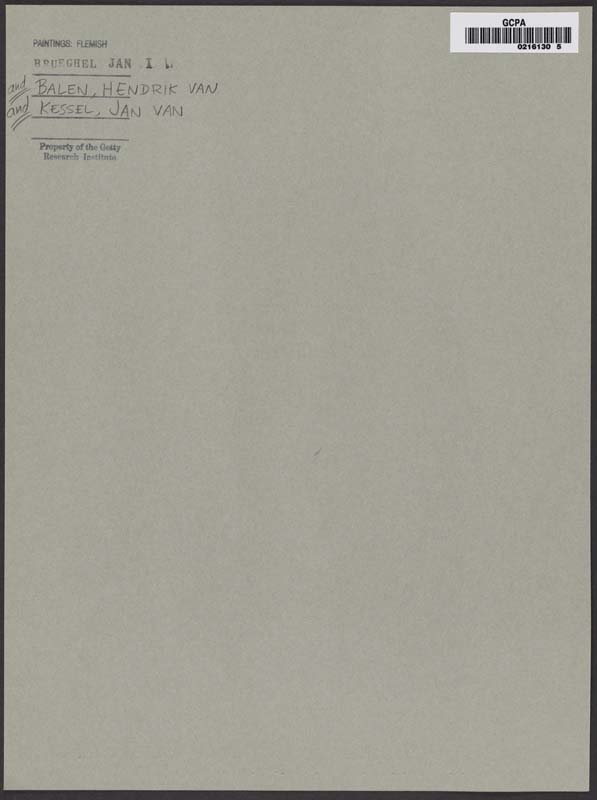 PAINTINGS: FLEMISH
BRUEGHEL JAN I
and BALEN, HENDRIK VAN
and KESSEL, JAN VAN
Property of the Getty
Research Institute
GCPA
0216130 5